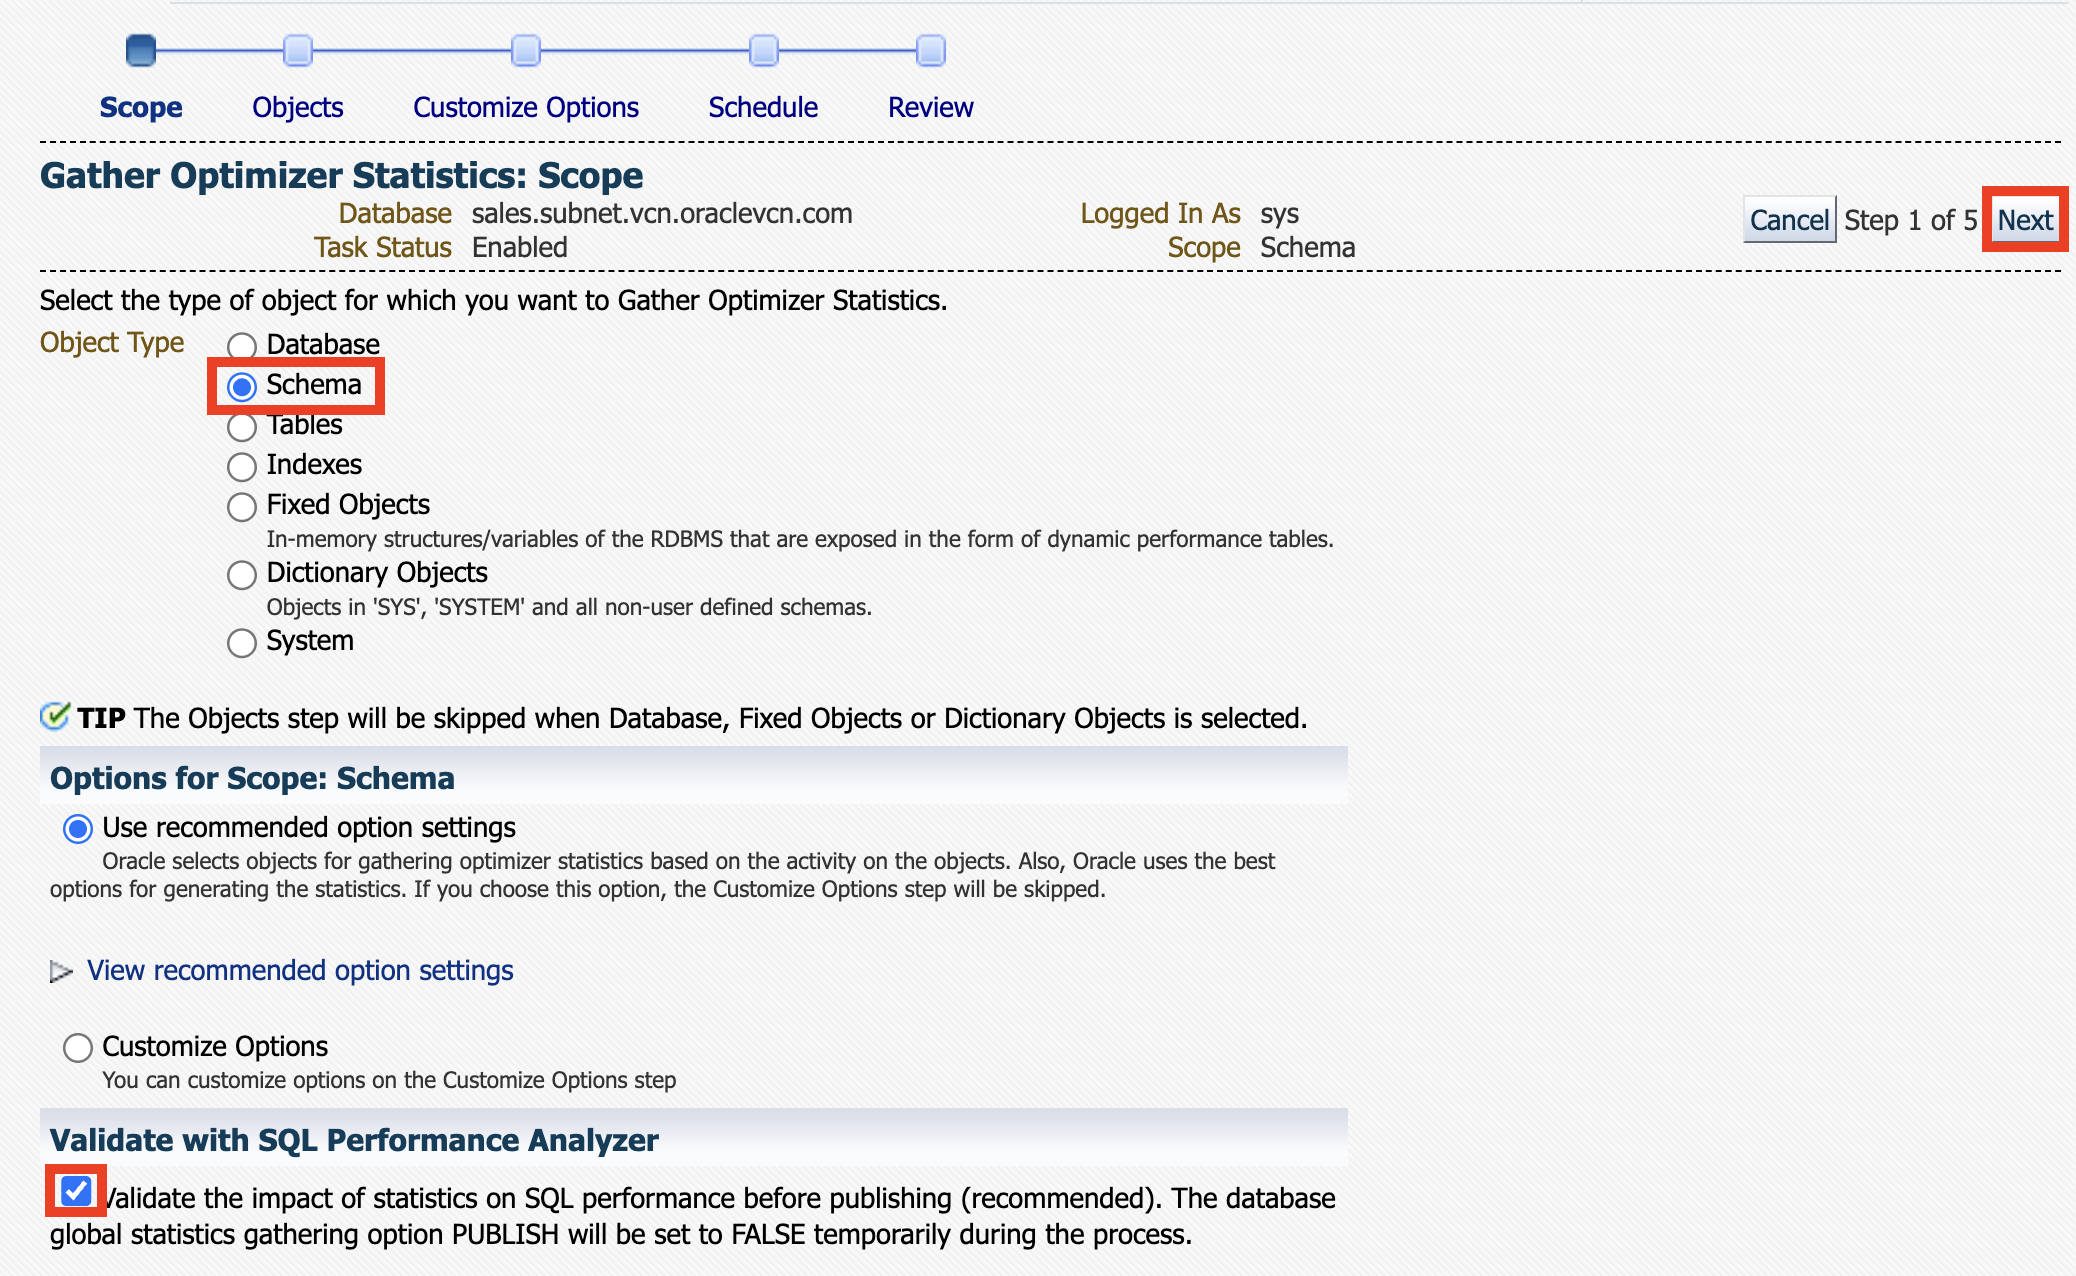 Scope Objects Customize Options Schedule Review
Gather Optimizer Statistics: Scope
Database sales.subnet.vcn.oraclevcn.com Logged In As sys
Task Status Enabled Scope Schema
Cancel Step 1 of 5 Next
Select the type of object for which you want to Gather Optimizer Statistics.
Object Type Database
Schema
Tables
Indexes
Fixed Objects
In-memory structures/variables of the RDBMS that are exposed in the form of dynamic performance tables.
Dictionary Objects
Objects in 'SYS', 'SYSTEM' and all non-user defined schemas.
System
TIP The Objects step will be skipped when Database, Fixed Objects or Dictionary Objects is selected.
Options for Scope: Schema
Use recommended option settings
Oracle selects objects for gathering optimizer statistics based on the activity on the objects. Also, Oracle uses the best
options for generating the statistics. If you choose this option, the Customize Options step will be skipped.
View recommended option settings
Customize Options
You can customize options on the Customize Options step
Validate with SQL Performance Analyzer
Validate the impact of statistics on SQL performance before publishing (recommended). The database
global statistics gathering option PUBLISH will be set to FALSE temporarily during the process.